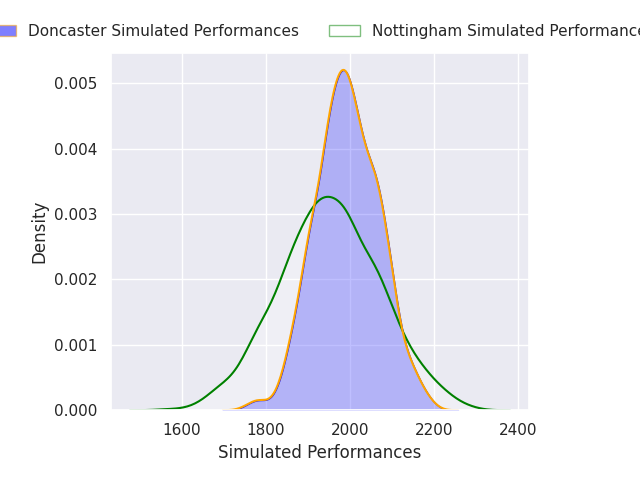 Doncaster Simulated Performances Nottingham Simulated Performance
0.005
0.004
0.003
0.002
0.001
0.000
Density
1600 1800 2000 2200 2400
Simulated Performances